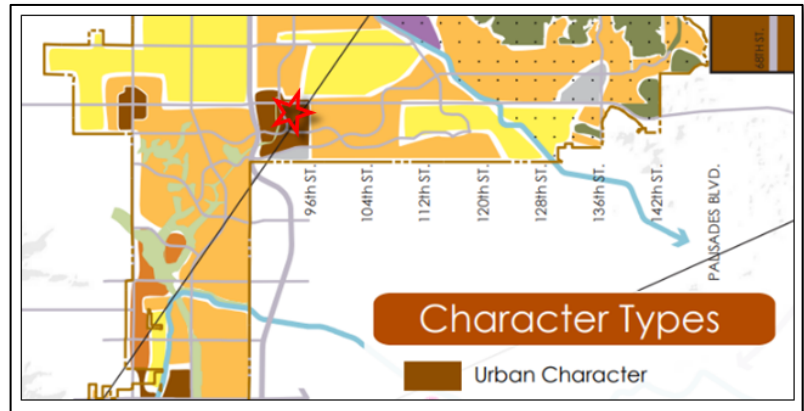 68TH ST.
96th ST.
104th ST.
112th ST.
120th ST.
128th ST.
136th ST.
142th ST.
PALISADES BLVD.
Character Types
Urban Character